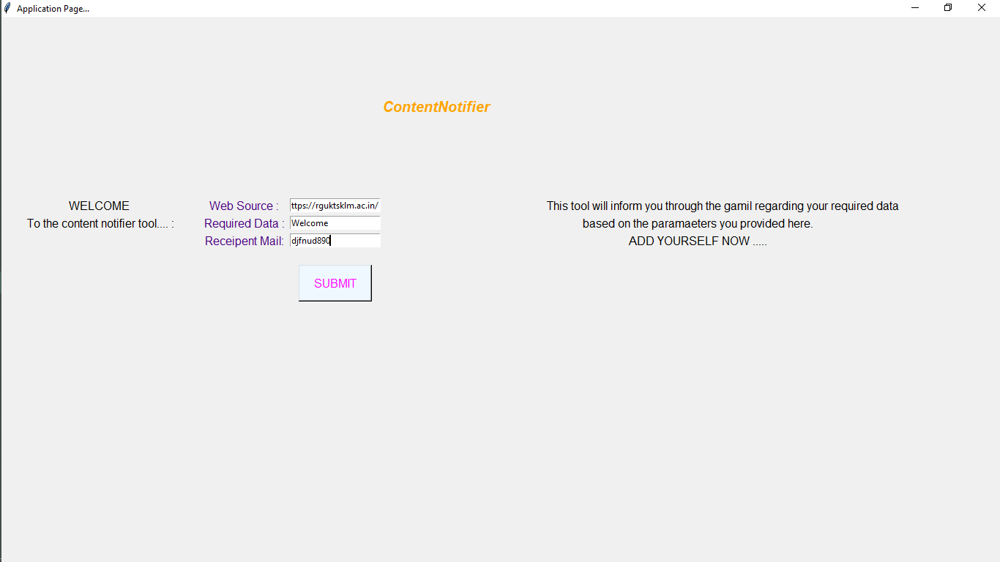 Application Page...
ContentNotifier
WELCOME
To the content notifier tool.... :
Web Source :
ttps://rguktsklm.ac.in/
Required Data :
Welcome
Receipent Mail:
djfnud890
SUBMIT
This tool will inform you through the gamil regarding your required data
based on the paramaeters you provided here.
ADD YOURSELF NOW .....